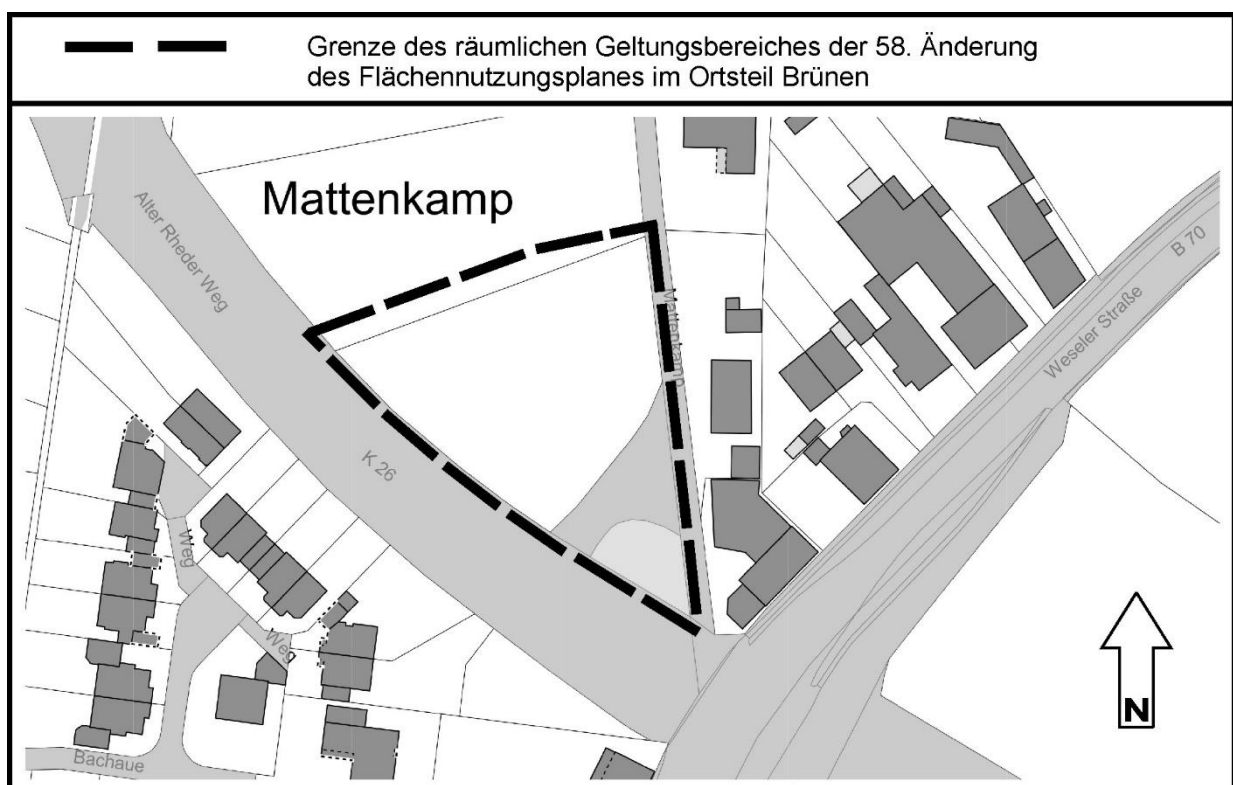 Grenze des räumlichen Geltungsbereiches der 58. Änderung
des Flächennutzungsplanes im Ortsteil Brünen
Mattenkamp
Alter Rheder Weg
Mattenkamp
B 70
Weseler Straße
K 26
Weg
Weg
Bachaue
N